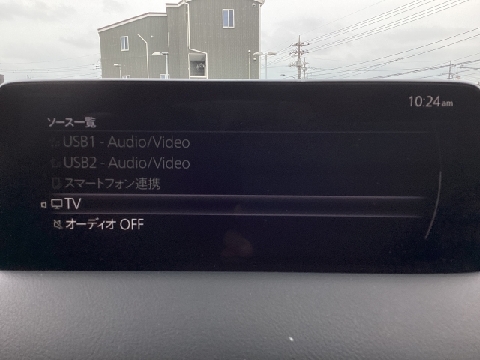 10:24am
ソース一覧
USB1 - Audio/Video
USB2 - Audio/Video
スマートフォン連携
TV
オーディオ OFF